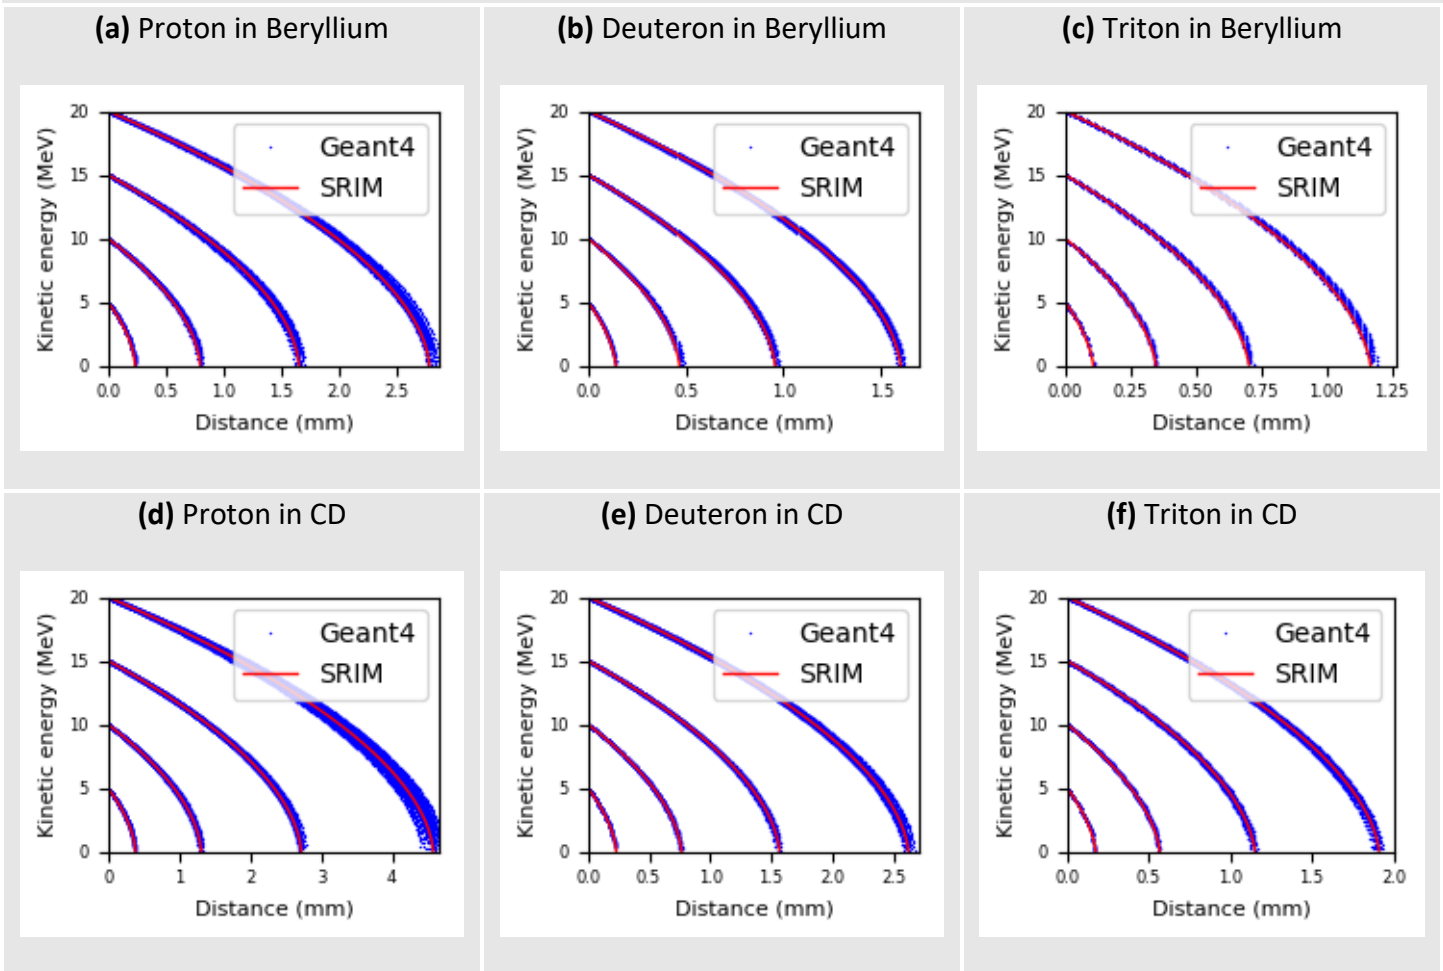 (a) Proton in Beryllium
(b) Deuteron in Beryllium
(c) Triton in Beryllium
20
15
10
5
0
Kinetic energy (MeV)
Geant4
SRIM
0.0 0.5 1.0 1.5 2.0 2.5
Distance (mm)
20
15
10
5
0
Kinetic energy (MeV)
Geant4
SRIM
0.0 0.5 1.0 1.5
Distance (mm)
20
15
10
5
0
Kinetic energy (MeV)
Geant4
SRIM
0.00 0.25 0.50 0.75 1.00 1.25
Distance (mm)
(d) Proton in CD
(e) Deuteron in CD
(f) Triton in CD
20
15
10
5
0
Kinetic energy (MeV)
Geant4
SRIM
0 1 2 3 4
Distance (mm)
20
15
10
5
0
Kinetic energy (MeV)
Geant4
SRIM
0.0 0.5 1.0 1.5 2.0 2.5
Distance (mm)
20
15
10
5
0
Kinetic energy (MeV)
Geant4
SRIM
0.0 0.5 1.0 1.5 2.0
Distance (mm)